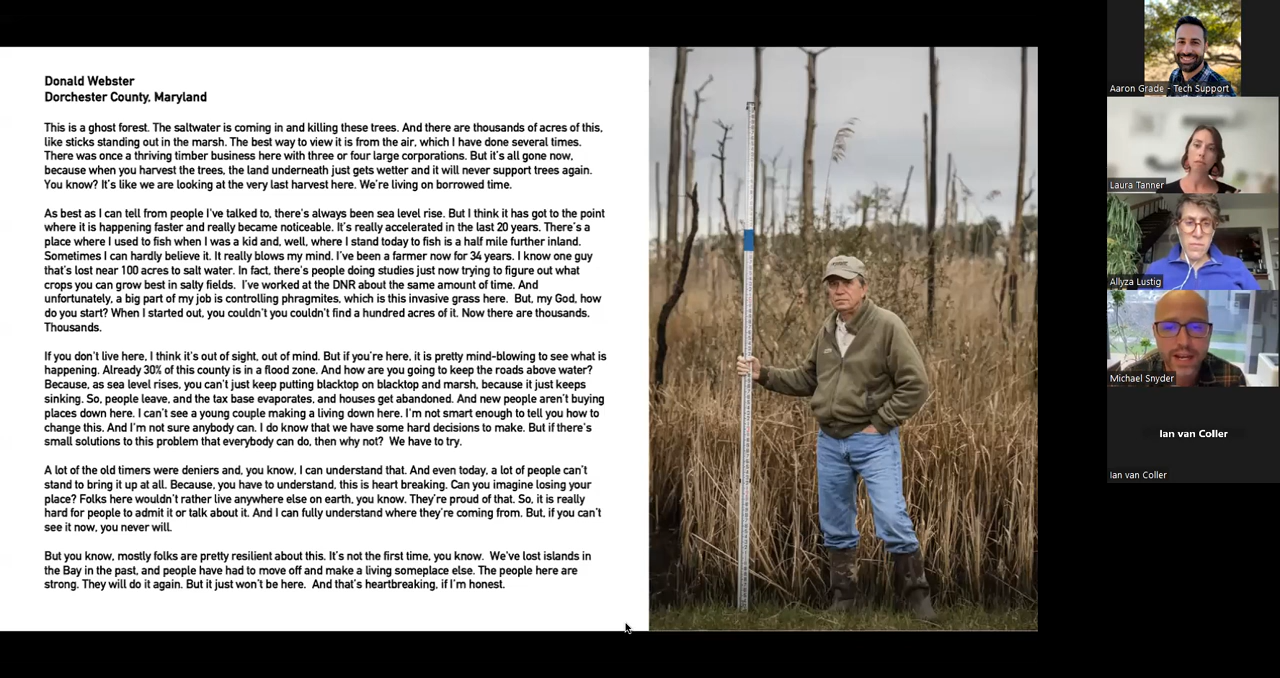 Donald Webster
Dorchester County, Maryland
This is a ghost forest. The saltwater is coming in and killing these trees. And there are thousands of acres of this,
like sticks standing out in the marsh. The best way to view it is from the air, which I have done several times.
There was once a thriving timber business here with three or four large corporations. But it's all gone now,
because when you harvest the trees, the land underneath just gets wetter and it will never support trees again.
You know? It's like we are looking at the very last harvest here. We're living on borrowed time.
As best as I can tell from people I've talked to, there's always been sea level rise. But I think it has got to the point
where it is happening faster and really became noticeable. It's really accelerated in the last 20 years. There's a
place where I used to fish when I was a kid and, well, where I stand today to fish is a half mile further inland.
Sometimes I can hardly believe it. It really blows my mind. I've been a farmer now for 34 years. I know one guy
that's lost near 100 acres to salt water. In fact, there's people doing studies just now trying to figure out what
crops you can grow best in salty fields. I've worked at the DNR about the same amount of time. And
unfortunately, a big part of my job is controlling phragmites, which is this invasive grass here. But, my God, how
do you start? When I started out, you couldn't you couldn't find a hundred acres of it. Now there are thousands.
Thousands.
If you don't live here, I think it's out of sight, out of mind. But if you're here, it is pretty mind-blowing to see what is
happening. Already 30% of this county is in a flood zone. And how are you going to keep the roads above water?
Because, as sea level rises, you can't just keep putting blacktop on blacktop and marsh, because it just keeps
sinking. So, people leave, and the tax base evaporates, and houses get abandoned. And new people aren't buying
places down here. I can't see a young couple making a living down here. I'm not smart enough to tell you how to
change this. And I'm not sure anybody can. I do know that we have some hard decisions to make. But if there's
small solutions to this problem that everybody can do, then why not? We have to try.
A lot of the old timers were deniers and, you know, I can understand that. And even today, a lot of people can't
stand to bring it up at all. Because, you have to understand, this is heart breaking. Can you imagine losing your
place? Folks here wouldn't rather live anywhere else on earth, you know. They're proud of that. So, it is really
hard for people to admit it or talk about it. And I can fully understand where they're coming from. But, if you can't
see it now, you never will.
But you know, mostly folks are pretty resilient about this. It's not the first time, you know. We've lost islands in
the Bay in the past, and people have had to move off and make a living someplace else. The people here are
strong. They will do it again. But it just won't be here. And that's heartbreaking, if I'm honest.
Aaron Grade - Tech Support
Laura Tanner
Allyza Lustig
Michael Snyder
Ian van Coller
Ian van Coller